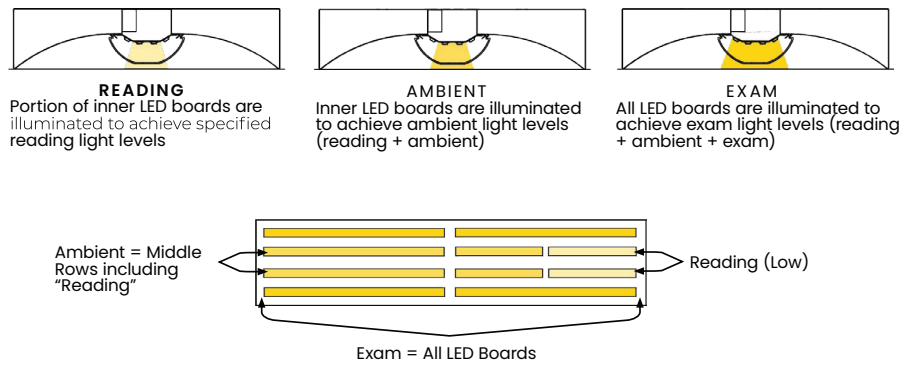 READING
Portion of inner LED boards are
illuminated to achieve specified
reading light levels
AMBIENT
Inner LED boards are illuminated
to achieve ambient light levels
(reading + ambient)
EXAM
All LED boards are illuminated to
achieve exam light levels (reading
+ ambient + exam)
Ambient = Middle
Rows including
“Reading”
Reading (Low)
Exam = All LED Boards